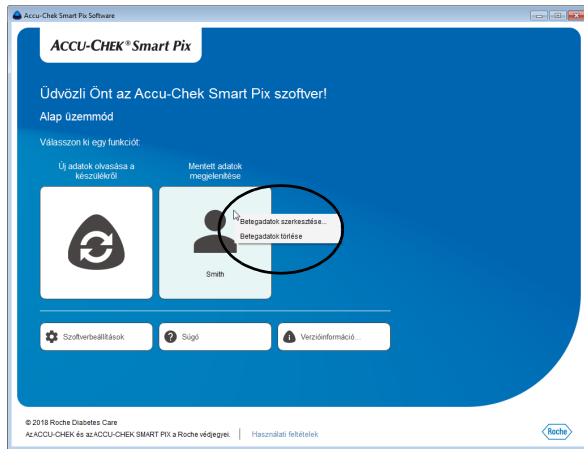 Accu-Chek Smart Pix Software
ACCU-CHEK® Smart Pix
Üdvözli Önt az Accu-Chek Smart Pix szoftver!
Alap üzemmód
Válasszon ki egy funkciót:
Új adatok olvasása a
készülékről
Mentett adatok
megjelenítése
Betegadatok szerkesztése...
Betegadatok törlése
Smith
Szoftverbeállítások
Súgó
Verzióinformáció...
© 2018 Roche Diabetes Care
Az ACCU-CHEK és az ACCU-CHEK SMART PIX a Roche védjegyei.
Használati feltételek
Roche